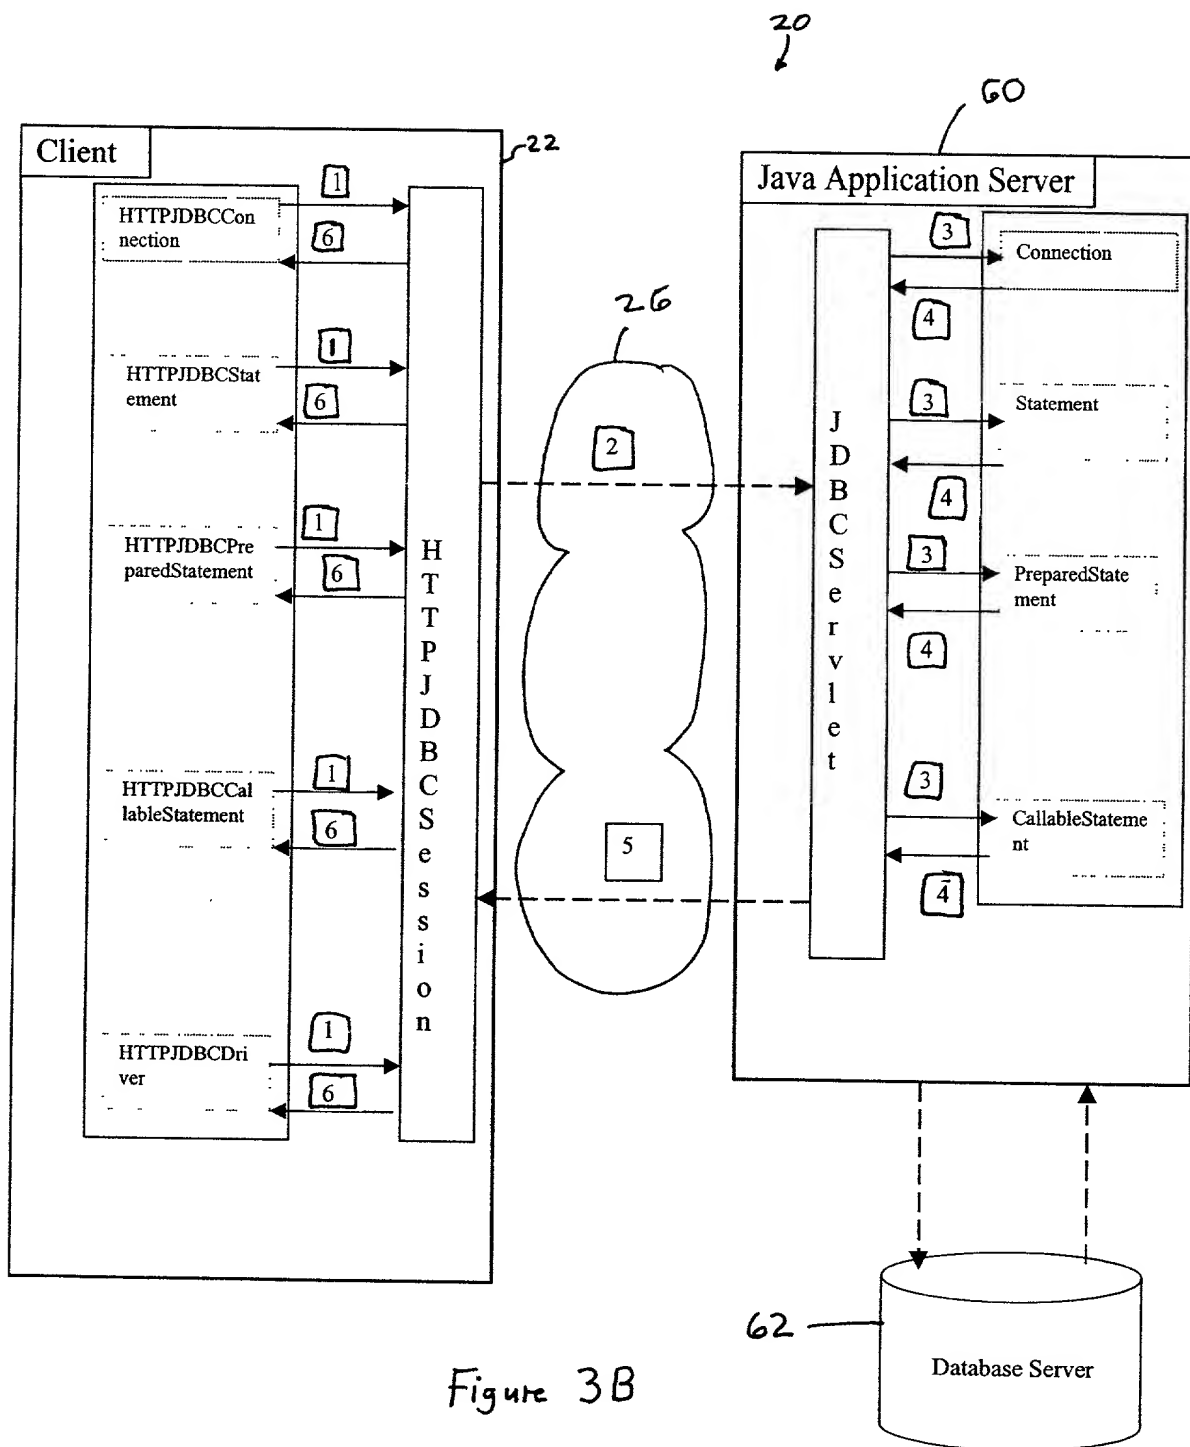 20
60
Client
22
Java Application Server
1
HTTPJDBCCon
nection
6
3
Connection
4
26
1
HTTPJDBCStat
ement
6
3
Statement
2
4
1
HTTPJDBCPre
paredStatement
6
3
PreparedState
ment
4
HTTPJDBCSession
JDBCServlet
1
HTTPJDBCCal
lableStatement
6
3
CallableStateme
nt
4
5
1
HTTPJDBCDri
ver
6
62
Database Server
Figure 3B